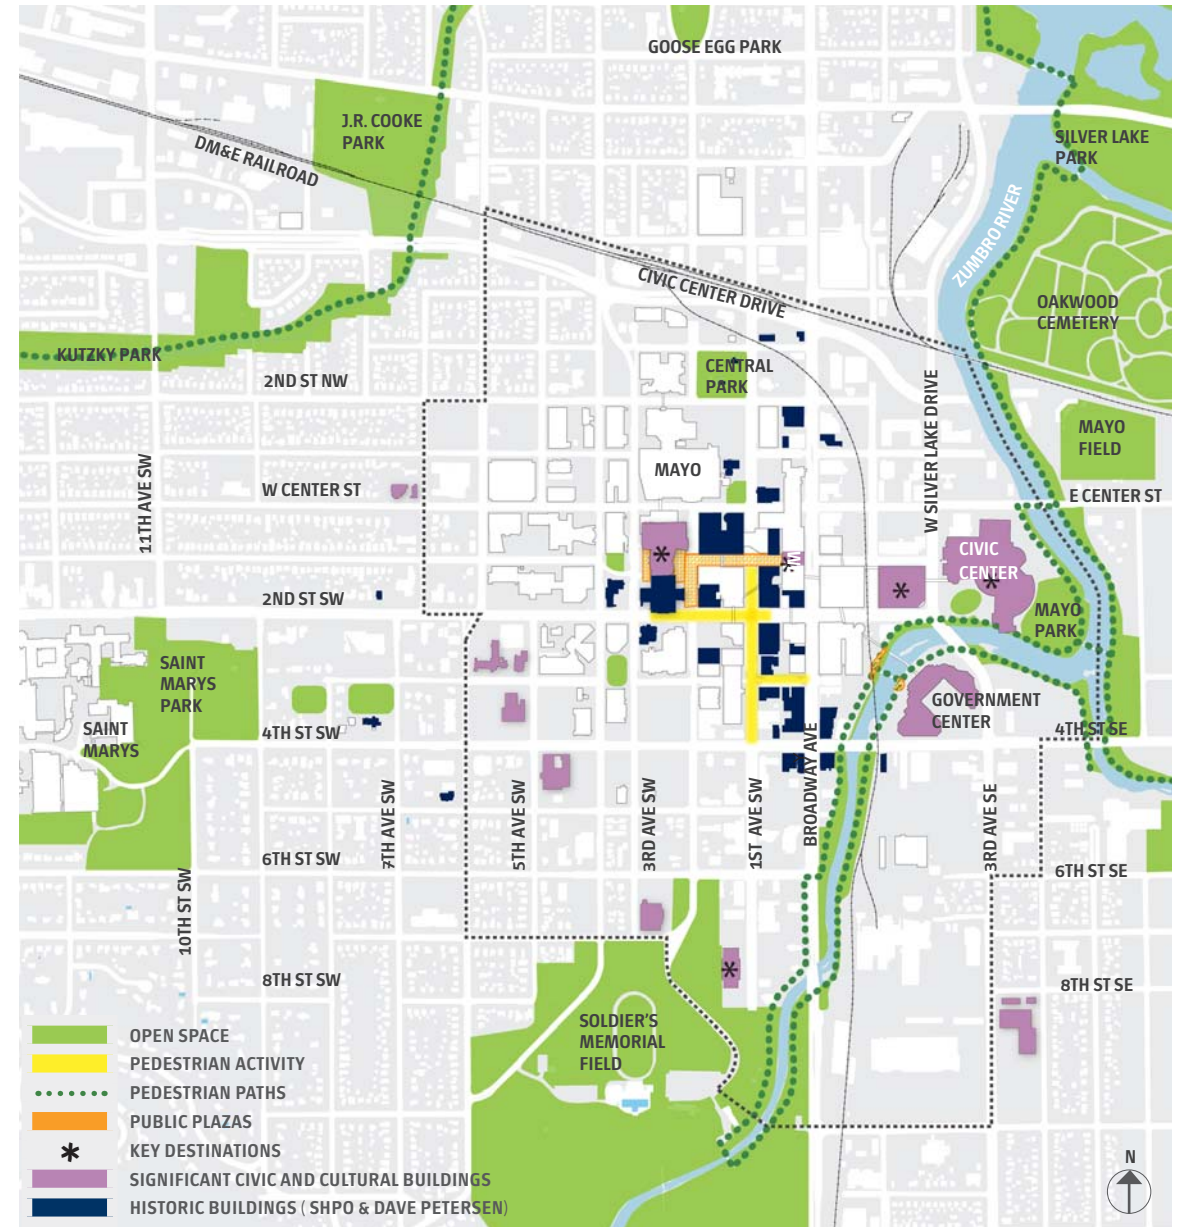 GOOSE EGG PARK
J.R. COOKE
PARK
DM&E RAILROAD
SILVER LAKE
PARK
ZUMBRO RIVER
CIVIC CENTER DRIVE
OAKWOOD
CEMETERY
KUTZKY PARK
2ND ST NW
CENTRAL
PARK
W SILVER LAKE DRIVE
MAYO
FIELD
11TH AVE SW
W CENTER ST
MAYO
E CENTER ST
CIVIC
CENTER
2ND ST SW
MAYO
PARK
SAINT
MARYS
PARK
SAINT
MARYS
4TH ST SW
GOVERNMENT
CENTER
4TH ST SE
BROADWAY AVE
7TH AVE SW
5TH AVE SW
3RD AVE SW
1ST AVE SW
3RD AVE SE
6TH ST SW
6TH ST SE
10TH ST SW
8TH ST SW
8TH ST SE
SOLDIER'S
MEMORIAL
FIELD
OPEN SPACE
PEDESTRIAN ACTIVITY
PEDESTRIAN PATHS
PUBLIC PLAZAS
KEY DESTINATIONS
SIGNIFICANT CIVIC AND CULTURAL BUILDINGS
HISTORIC BUILDINGS ( SHPO & DAVE PETERSEN)
N